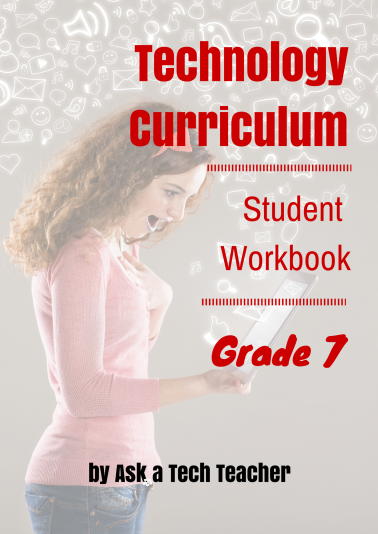 Technology
Curriculum
Student
Workbook
Grade 7
by Ask a Tech Teacher